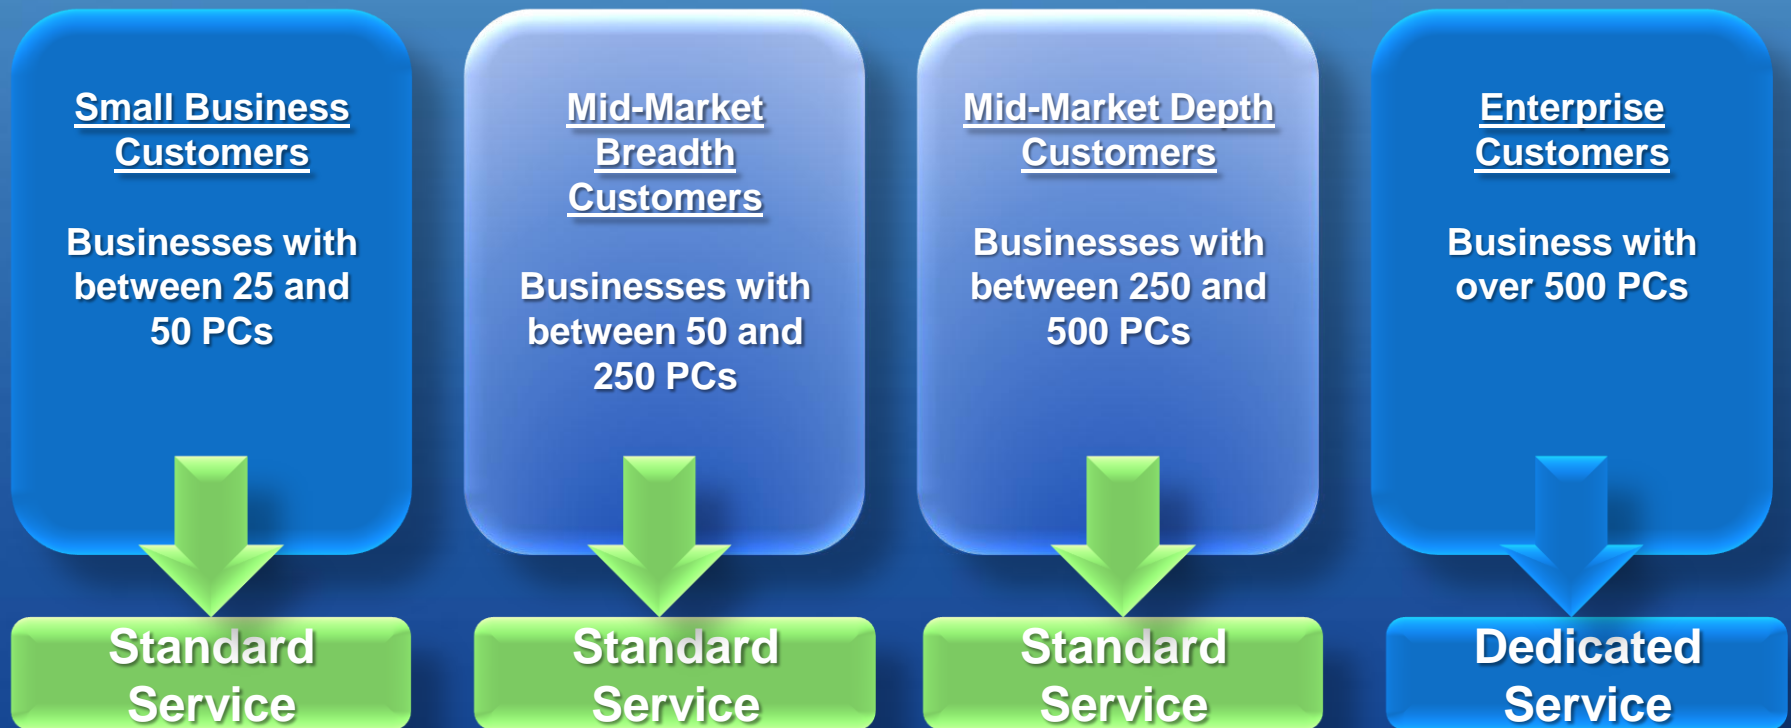 Small Business
Customers
Businesses with
between 25 and
50 PCs
Mid-Market
Breadth
Customers
Businesses with
between 50 and
250 PCs
Mid-Market Depth
Customers
Businesses with
between 250 and
500 PCs
Enterprise
Customers
Business with
over 500 PCs
Standard
Service
Standard
Service
Standard
Service
Dedicated
Service